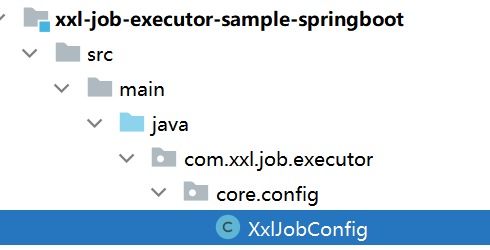 xxl-job-executor-sample-springboot
src
main
java
com.xxl.job.executor
core.config
C XxlJobConfig